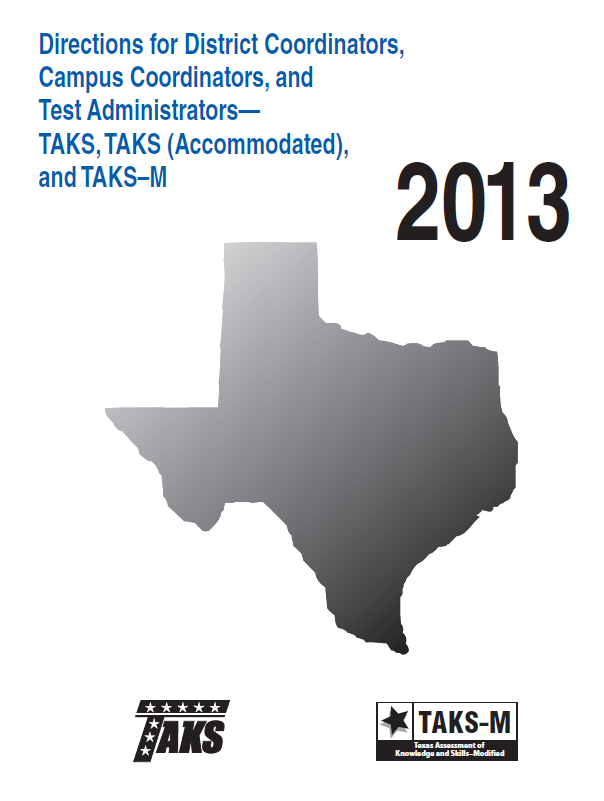 Directions for District Coordinators,
Campus Coordinators, and
Test Administrators—
TAKS, TAKS (Accommodated),
and TAKS–M
2013
TAKS
TAKS–M
Texas Assessment of
Knowledge and Skills–Modified